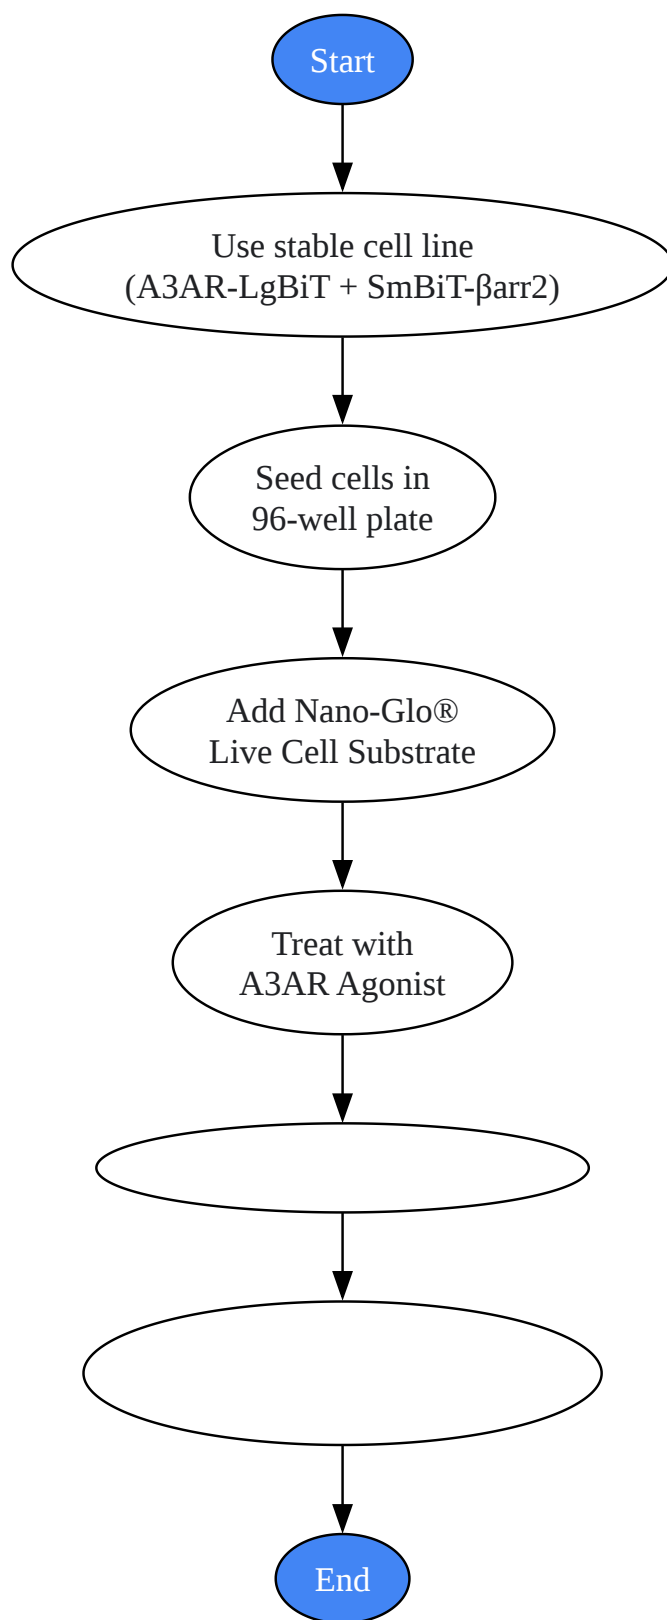 Start
Use stable cell line
(A3AR-LgBiT + SmBiT-βarr2)
Seed cells in
96-well plate
Add Nano-Glo®
Live Cell Substrate
Treat with
A3AR Agonist
End